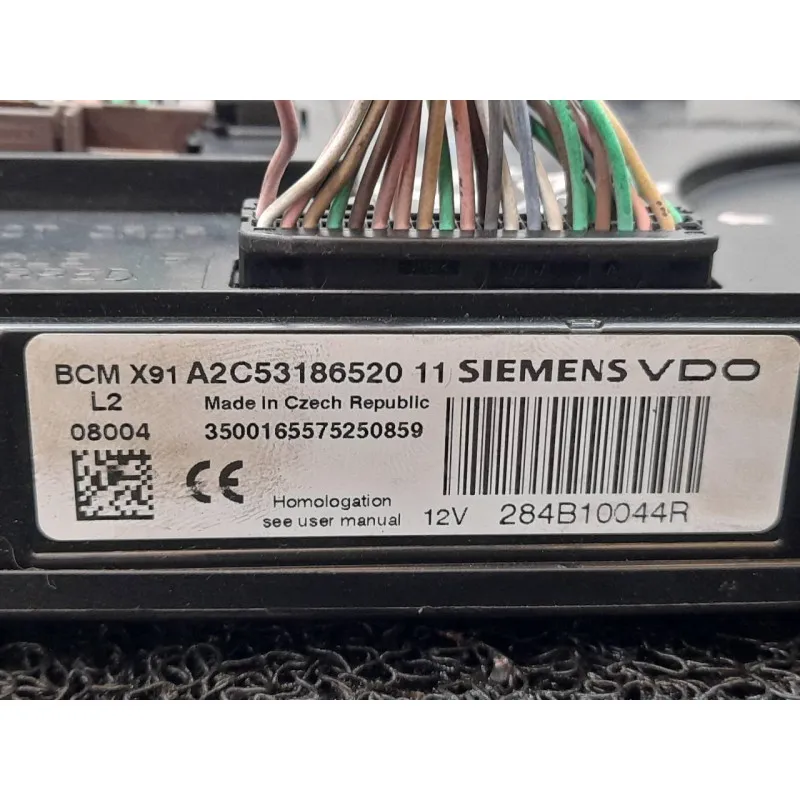 BCM X91 A2C53186520 11 SIEMENS VDO
L2 Made in Czech Republic
08004 3500165575250859
CE
Homologation
see user manual 12V 284B10044R